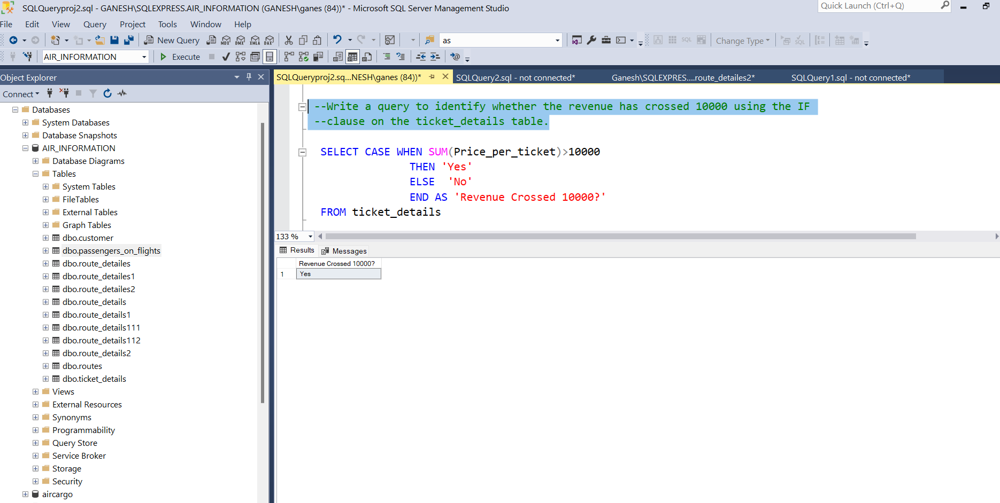 SQLQueryproj2.sql - GANESH\SQLEXPRESS.AIR_INFORMATION (GANESH\ganes (84))* - Microsoft SQL Server Management Studio
Quick Launch (Ctrl+Q)
File Edit View Query Project Tools Window Help
New Query MDX DMX XMLA DAX as SQL Change Type SQL
AIR_INFORMATION Execute
Object Explorer
Connect
Databases
System Databases
Database Snapshots
AIR_INFORMATION
Database Diagrams
Tables
System Tables
FileTables
External Tables
Graph Tables
dbo.customer
dbo.passengers_on_flights
dbo.route_detailes
dbo.route_detailes1
dbo.route_detailes2
dbo.route_details
dbo.route_details1
dbo.route_details111
dbo.route_details112
dbo.route_details2
dbo.routes
dbo.ticket_details
Views
External Resources
Synonyms
Programmability
Query Store
Service Broker
Storage
Security
aircargo
SQLQueryproj2.sq...NESH\ganes (84))* SQLQuery2.sql - not connected* Ganesh\SQLEXPRES....route_detailes2* SQLQuery1.sql - not connected*
--Write a query to identify whether the revenue has crossed 10000 using the IF
--clause on the ticket_details table.
SELECT CASE WHEN SUM(Price_per_ticket)>10000
THEN 'Yes'
ELSE 'No'
END AS 'Revenue Crossed 10000?'
FROM ticket_details
133 %
Results Messages
Revenue Crossed 10000?
1 Yes